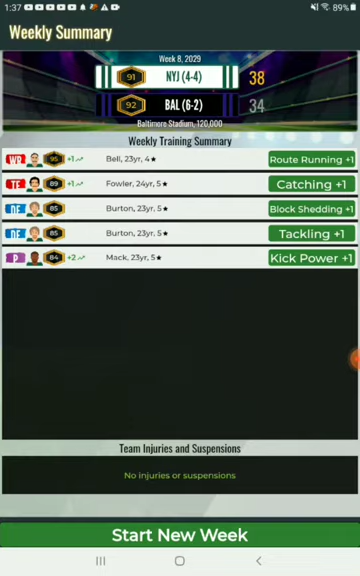 1:37
89%
Weekly Summary
Week 8, 2029
91 NYJ (4-4) 38
92 BAL (6-2) 34
Baltimore Stadium, 120,000
Weekly Training Summary
WR 95 +1 Bell, 23yr, 4★ Route Running +1
TE 89 +1 Fowler, 24yr, 5★ Catching +1
DE 85 Burton, 23yr, 5★ Block Shedding +1
DE 85 Burton, 23yr, 5★ Tackling +1
P 84 +2 Mack, 23yr, 5★ Kick Power +1
Team Injuries and Suspensions
No injuries or suspensions
Start New Week